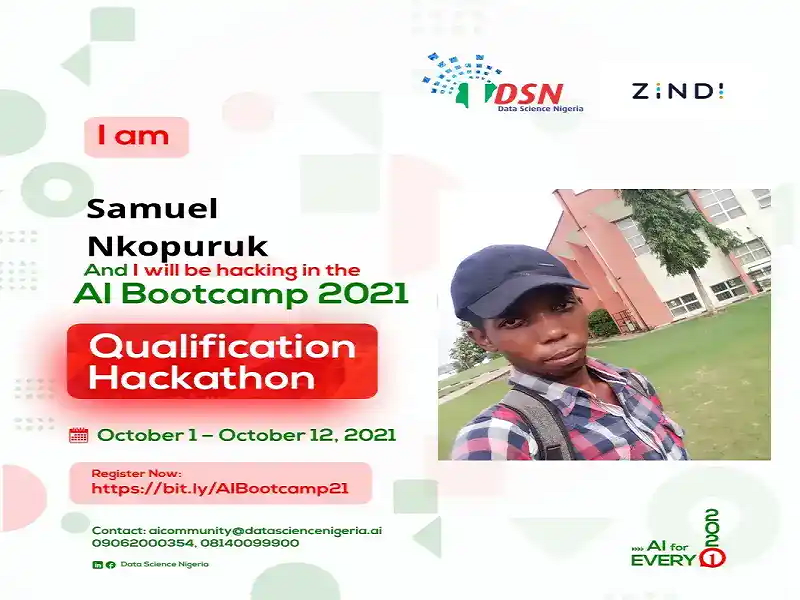 DSN
Data Science Nigeria
ZINDI
I am
Samuel
Nkopuruk
And I will be hacking in the
AI Bootcamp 2021
Qualification
Hackathon
October 1 – October 12, 2021
Register Now:
https://bit.ly/AIBootcamp21
Contact: aicommunity@datasciencenigeria.ai
09062000354, 08140099900
Data Science Nigeria
AI for
EVERY1
2021